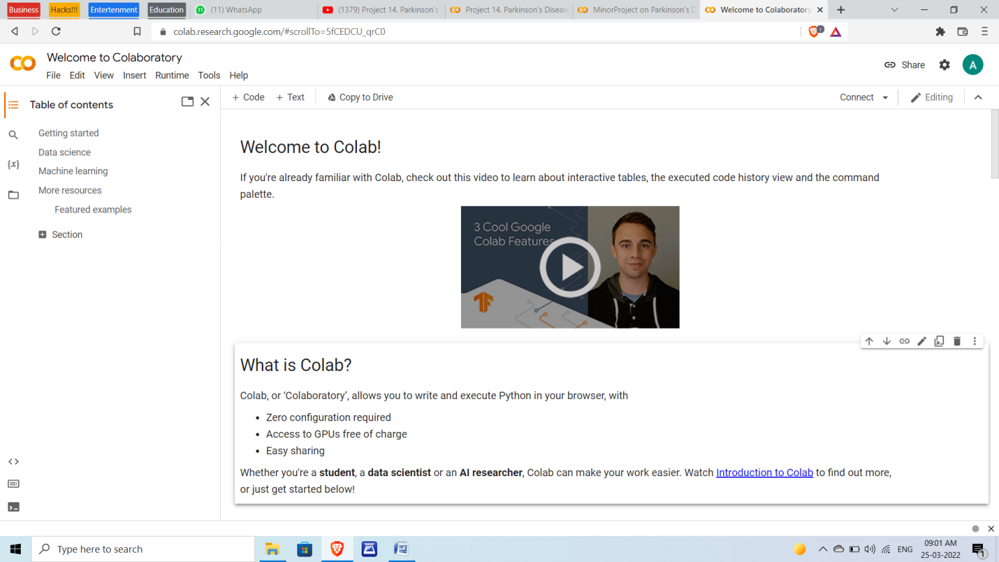 Business Hacks!!! Entertenment Education (11) WhatsApp (1379) Project 14. Parkinson's Project 14. Parkinson's Disease MinorProject on Parkinson's D Welcome to Colaboratory
colab.research.google.com/#scrollTo=5fCEDCU_qrC0
1
Welcome to Colaboratory
File Edit View Insert Runtime Tools Help
Share
A
Table of contents
+ Code + Text Copy to Drive
Connect
Editing
Getting started
Data science
{x}
Machine learning
More resources
Featured examples
Section
Welcome to Colab!
If you're already familiar with Colab, check out this video to learn about interactive tables, the executed code history view and the command
palette.
3 Cool Google
Colab Features
What is Colab?
Colab, or ‘Colaboratory’, allows you to write and execute Python in your browser, with
• Zero configuration required
• Access to GPUs free of charge
• Easy sharing
Whether you're a student, a data scientist or an AI researcher, Colab can make your work easier. Watch Introduction to Colab to find out more,
or just get started below!
Type here to search
ENG
09:01 AM
25-03-2022
1